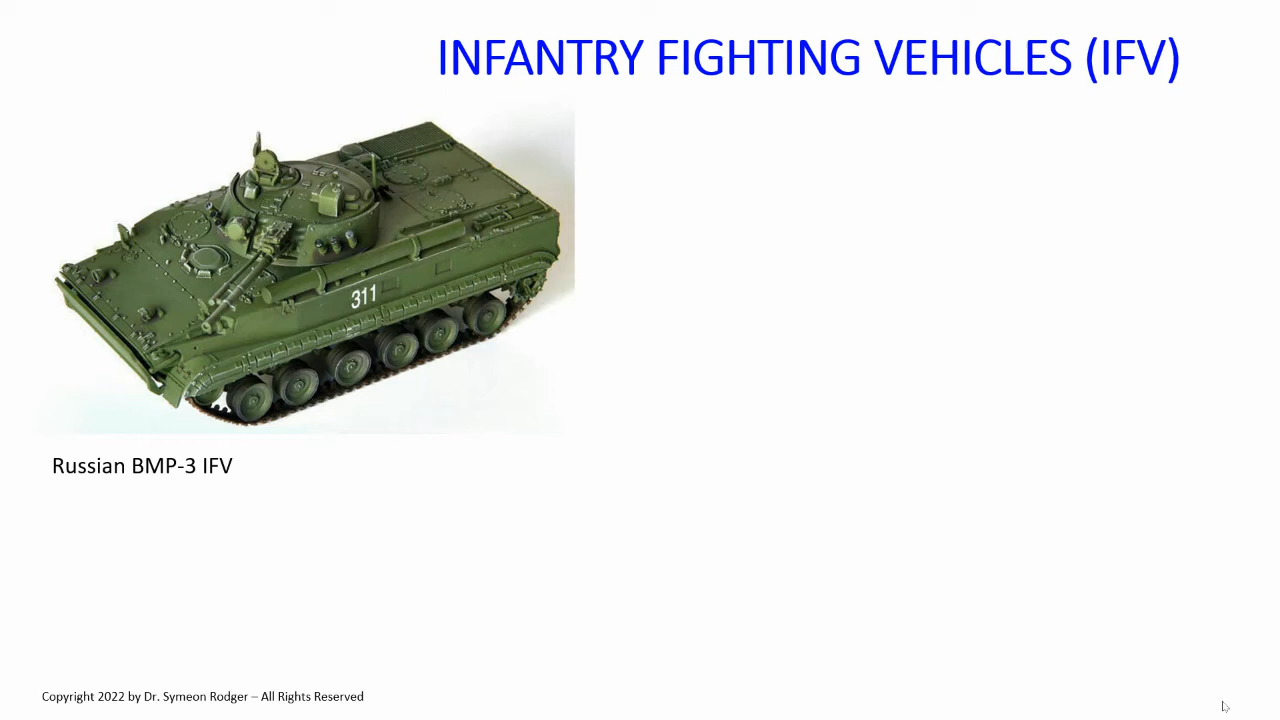 INFANTRY FIGHTING VEHICLES (IFV)
311
Russian BMP-3 IFV
Copyright 2022 by Dr. Symeon Rodger – All Rights Reserved